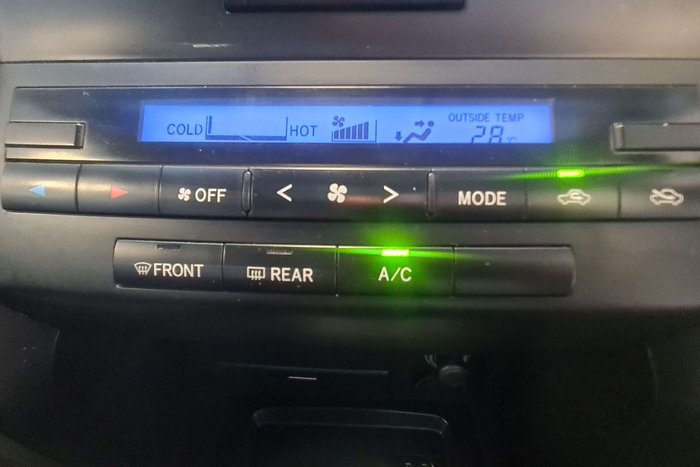 OUTSIDE TEMP
COLD HOT 28°C
OFF < > MODE
FRONT REAR A/C